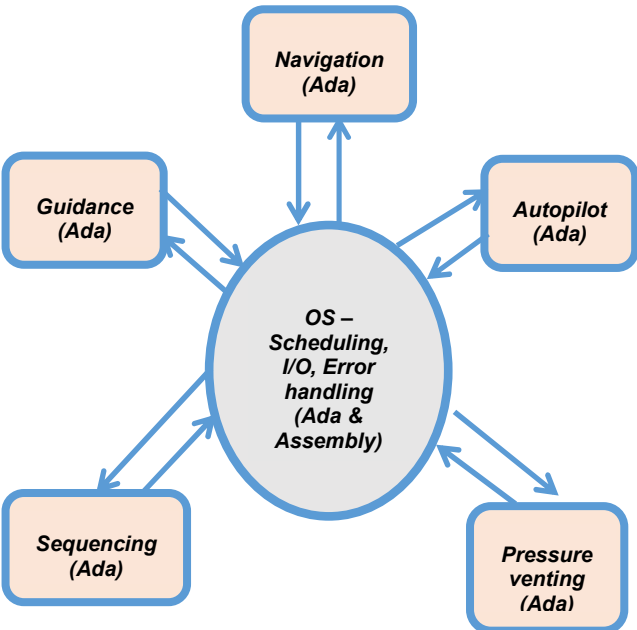 Navigation
(Ada)
Guidance
(Ada)
Autopilot
(Ada)
OS –
Scheduling,
I/O, Error
handling
(Ada &
Assembly)
Sequencing
(Ada)
Pressure
venting
(Ada)